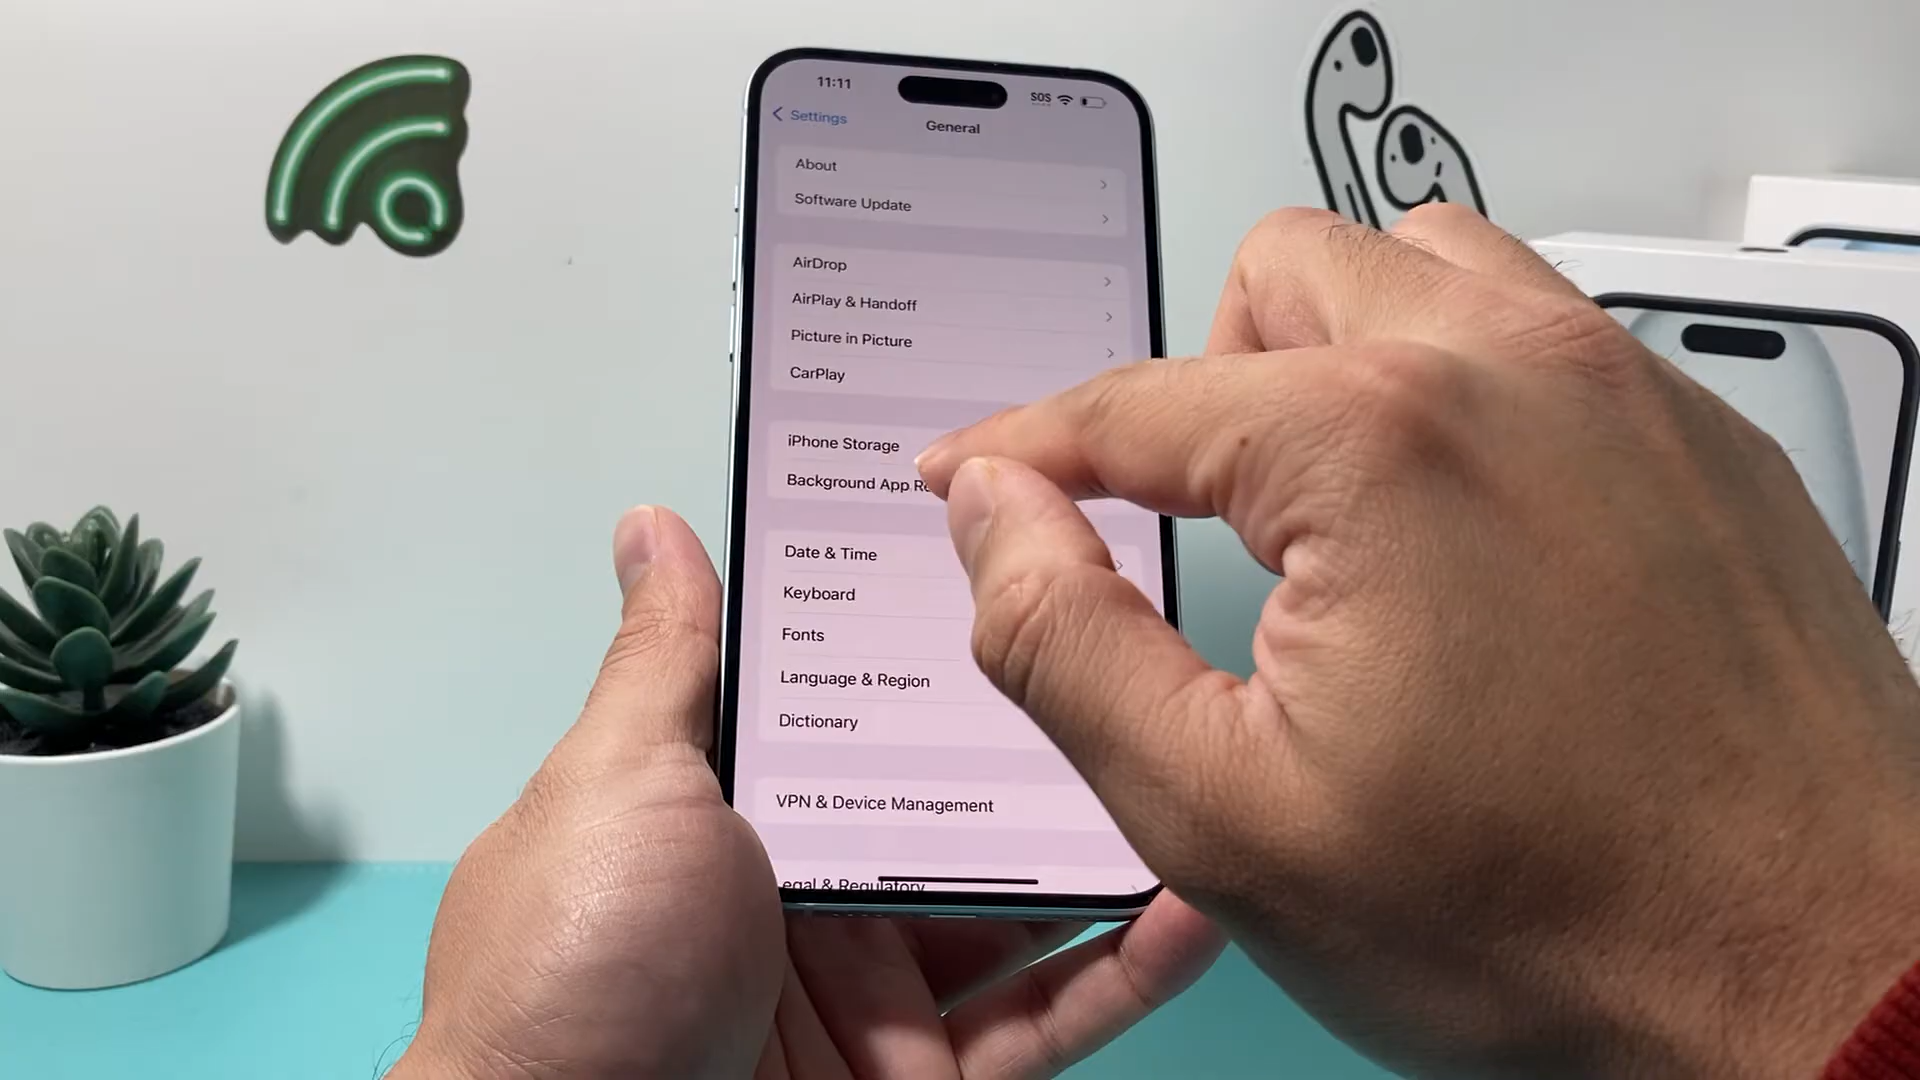 11:11
SOS
Settings
General
About
Software Update
AirDrop
AirPlay & Handoff
Picture in Picture
CarPlay
iPhone Storage
Background App Re
Date & Time
Keyboard
Fonts
Language & Region
Dictionary
VPN & Device Management
egal & Regulatory